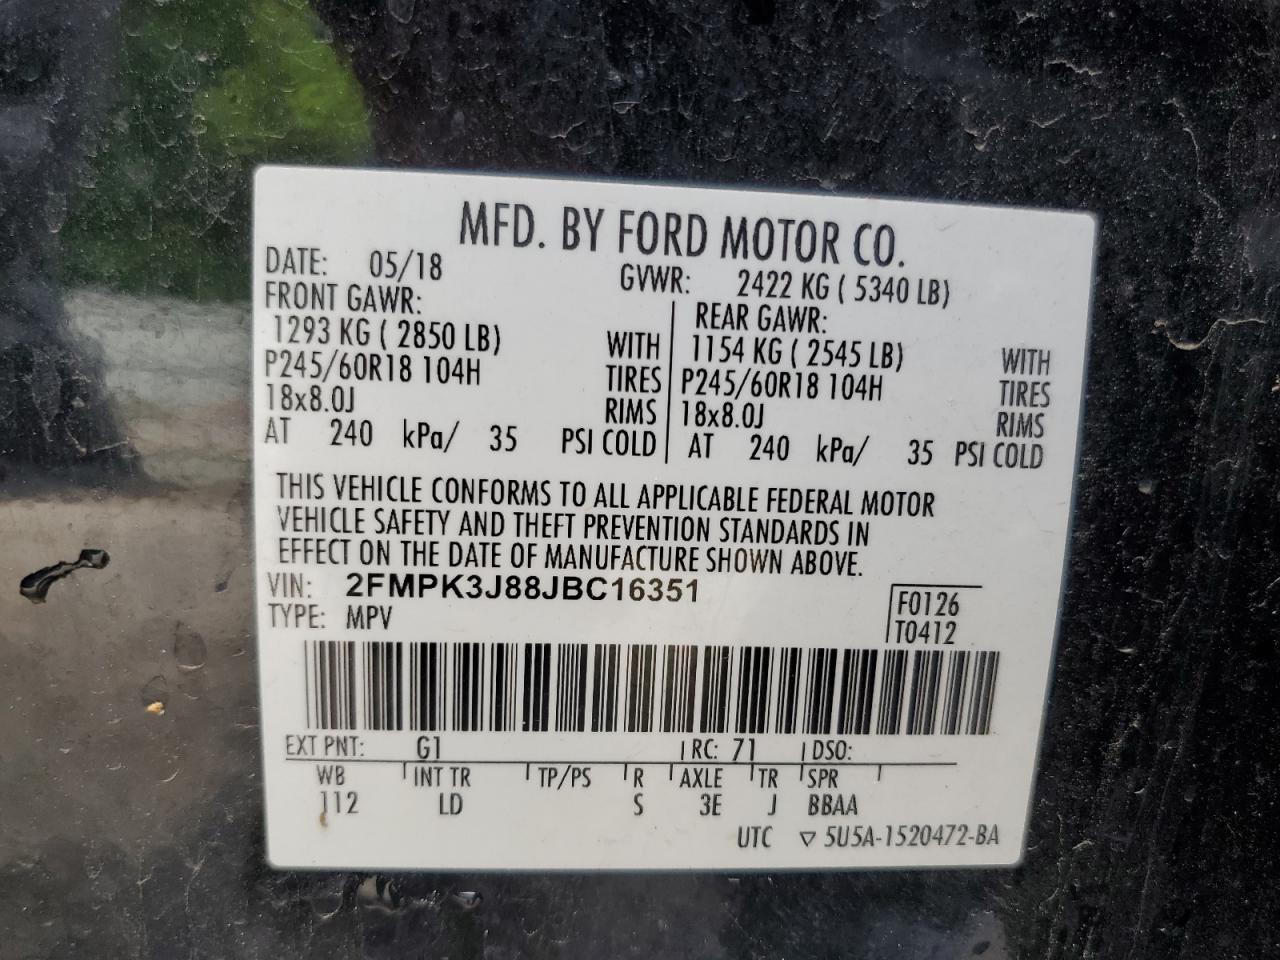 MFD. BY FORD MOTOR CO.
DATE: 05/18 GVWR: 2422 KG ( 5340 LB)
FRONT GAWR: REAR GAWR:
1293 KG ( 2850 LB) WITH 1154 KG ( 2545 LB) WITH
P245/60R18 104H TIRES P245/60R18 104H TIRES
18x8.0J RIMS 18x8.0J RIMS
AT 240 kPa/ 35 PSI COLD AT 240 kPa/ 35 PSI COLD
THIS VEHICLE CONFORMS TO ALL APPLICABLE FEDERAL MOTOR
VEHICLE SAFETY AND THEFT PREVENTION STANDARDS IN
EFFECT ON THE DATE OF MANUFACTURE SHOWN ABOVE.
VIN: 2FMPK3J88JBC16351 F0126
TYPE: MPV T0412
EXT PNT: G1 RC: 71 DSO:
WB INT TR TP/PS R AXLE TR SPR
112 LD S 3E J BBAA
UTC ▽ 5U5A-1520472-BA